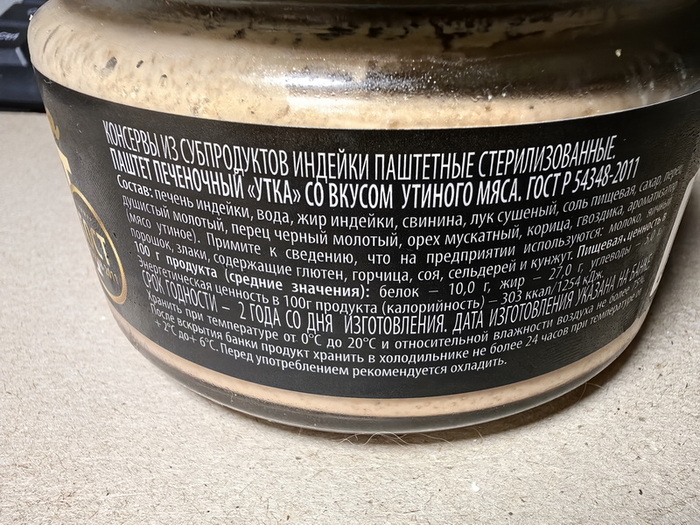 КОНСЕРВЫ ИЗ СУБПРОДУКТОВ ИНДЕЙКИ ПАШТЕТНЫЕ СТЕРИЛИЗОВАННЫЕ.
ПАШТЕТ ПЕЧЕНОЧНЫЙ «УТКА» СО ВКУСОМ УТИНОГО МЯСА. ГОСТ Р 54348-2011
Состав: печень индейки, вода, жир индейки, свинина, лук сушеный, соль пищевая, сахар, перец
душистый молотый, перец черный молотый, орех мускатный, корица, гвоздика, ароматизатор
(мясо утиное). Примите к сведению, что на предприятии используются: молоко, яичный
порошок, злаки, содержащие глютен, горчица, соя, сельдерей и кунжут. Пищевая ценность в
100 г продукта (средние значения): белок – 10,0 г, жир – 27,0 г, углеводы –
Энергетическая ценность в 100г продукта (калорийность) – 303 ккал/1254 кДж.
СРОК ГОДНОСТИ – 2 ГОДА СО ДНЯ ИЗГОТОВЛЕНИЯ. ДАТА ИЗГОТОВЛЕНИЯ УКАЗАНА НА БАНКЕ.
Хранить при температуре от 0°С до 20°С и относительной влажности воздуха не более 75%.
После вскрытия банки продукт хранить в холодильнике не более 24 часов при температуре от
+ 2°С до+ 6°С. Перед употреблением рекомендуется охладить.